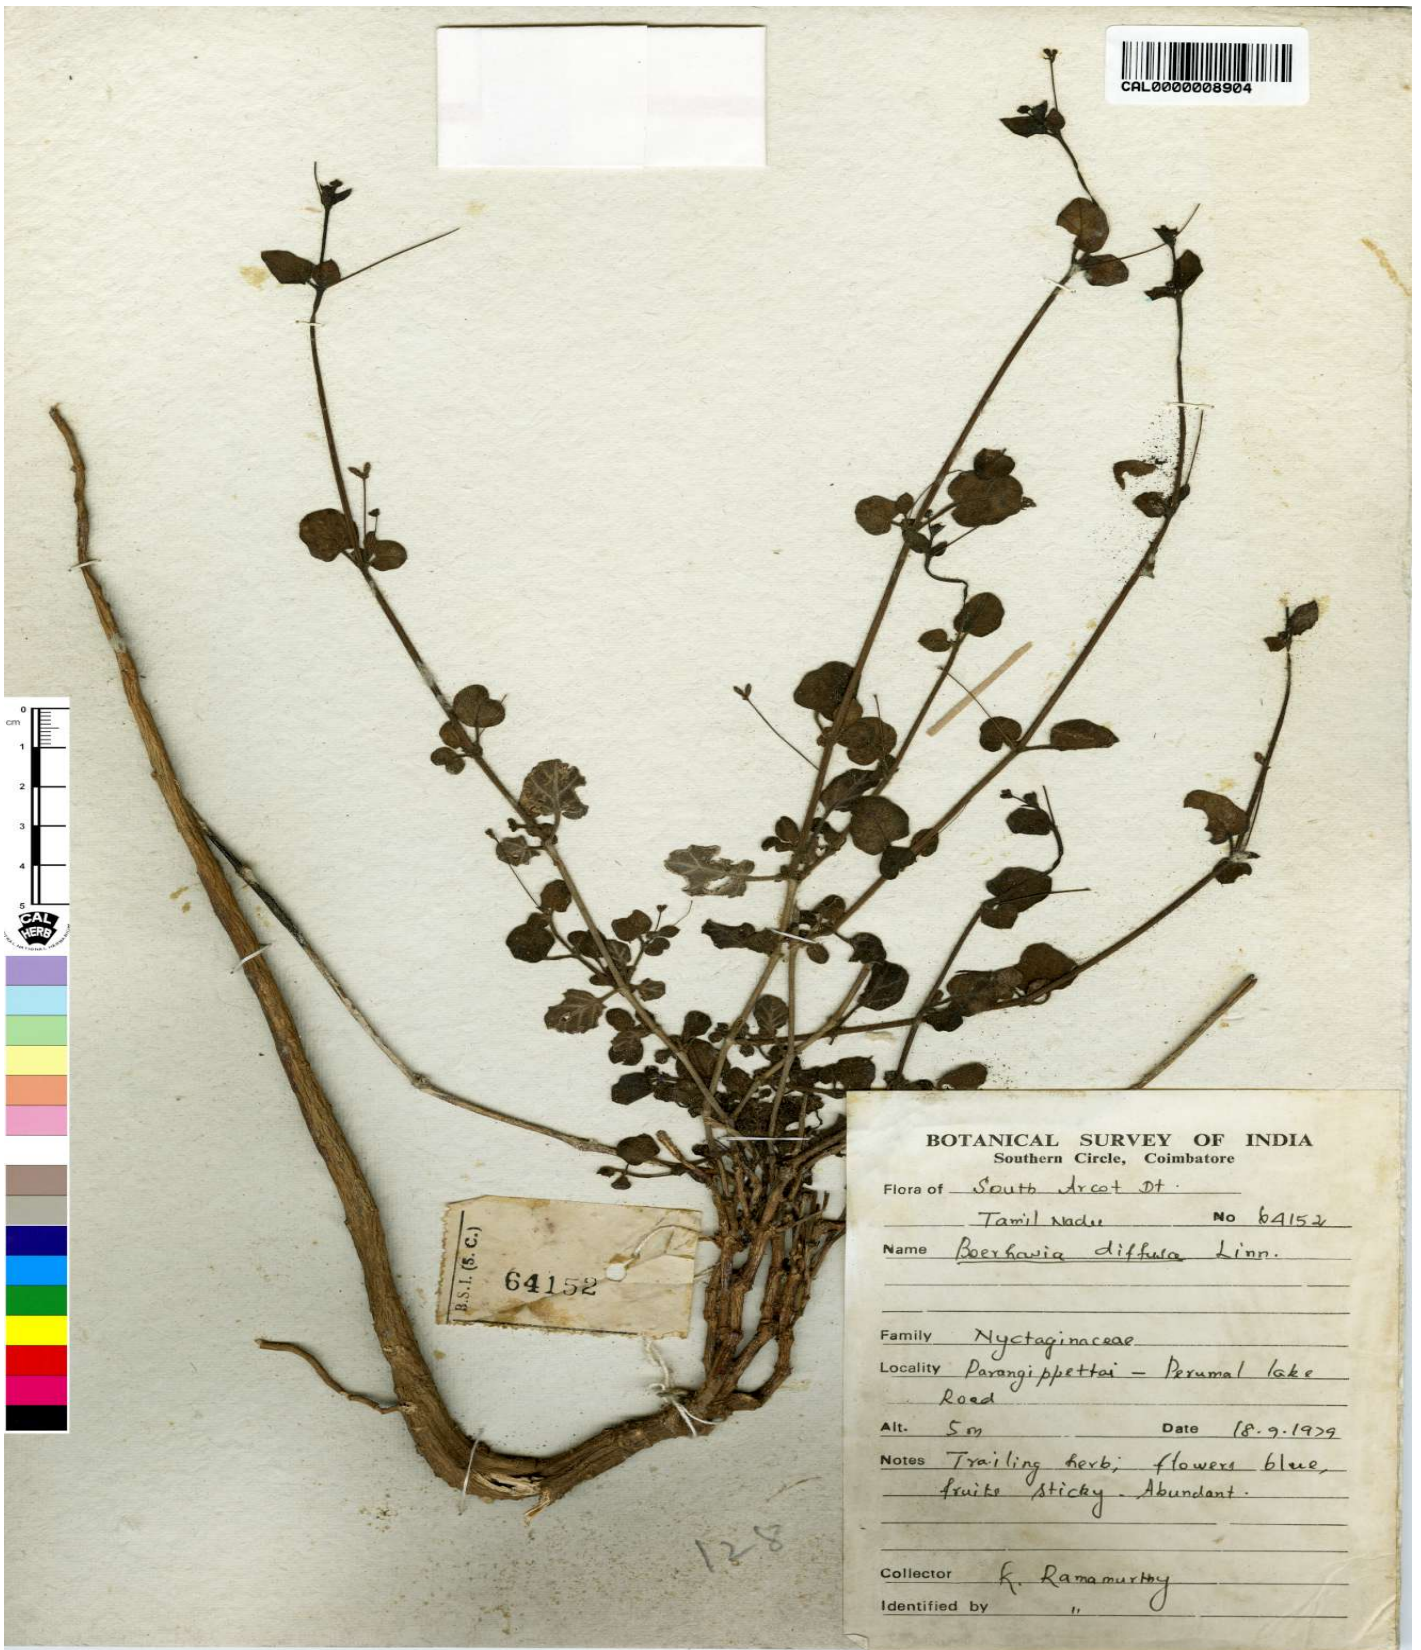 CAL0000008904
0
cm
1
2
3
4
5
CAL
HERB
B.S.I. (S. C.)
64152
128
BOTANICAL SURVEY OF INDIA
Southern Circle, Coimbatore
Flora of South Arcot Dt.
Tamil Nadu No 64152
Name Boerhavia diffusa Linn.
Family Nyctaginaceae
Locality Parangippettai – Perumal lake
Road
Alt. 5 m Date 18.9.1979
Notes Trailing herb; flowers blue,
fruits sticky. Abundant.
Collector K. Ramamurthy
Identified by "